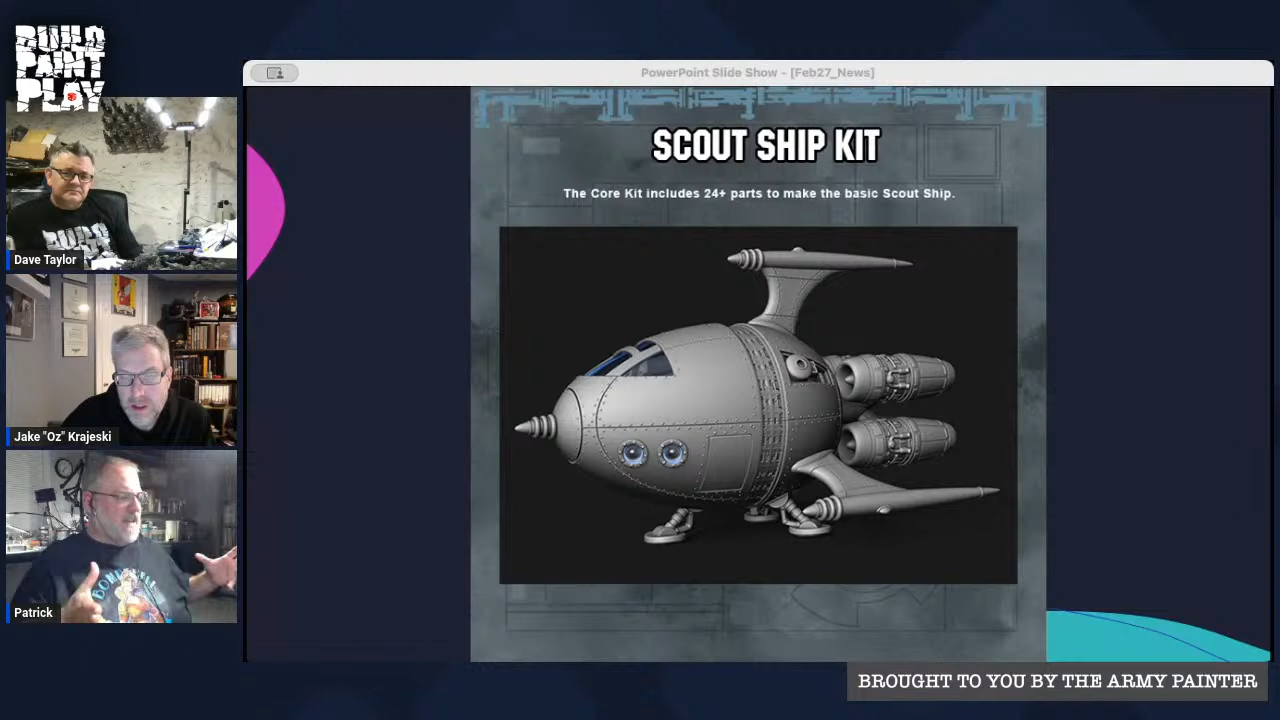 BUILD
PAINT
PLAY
PowerPoint Slide Show - [Feb27_News]
SCOUT SHIP KIT
The Core Kit includes 24+ parts to make the basic Scout Ship.
Dave Taylor
Jake "Oz" Krajeski
Patrick
BROUGHT TO YOU BY THE ARMY PAINTER